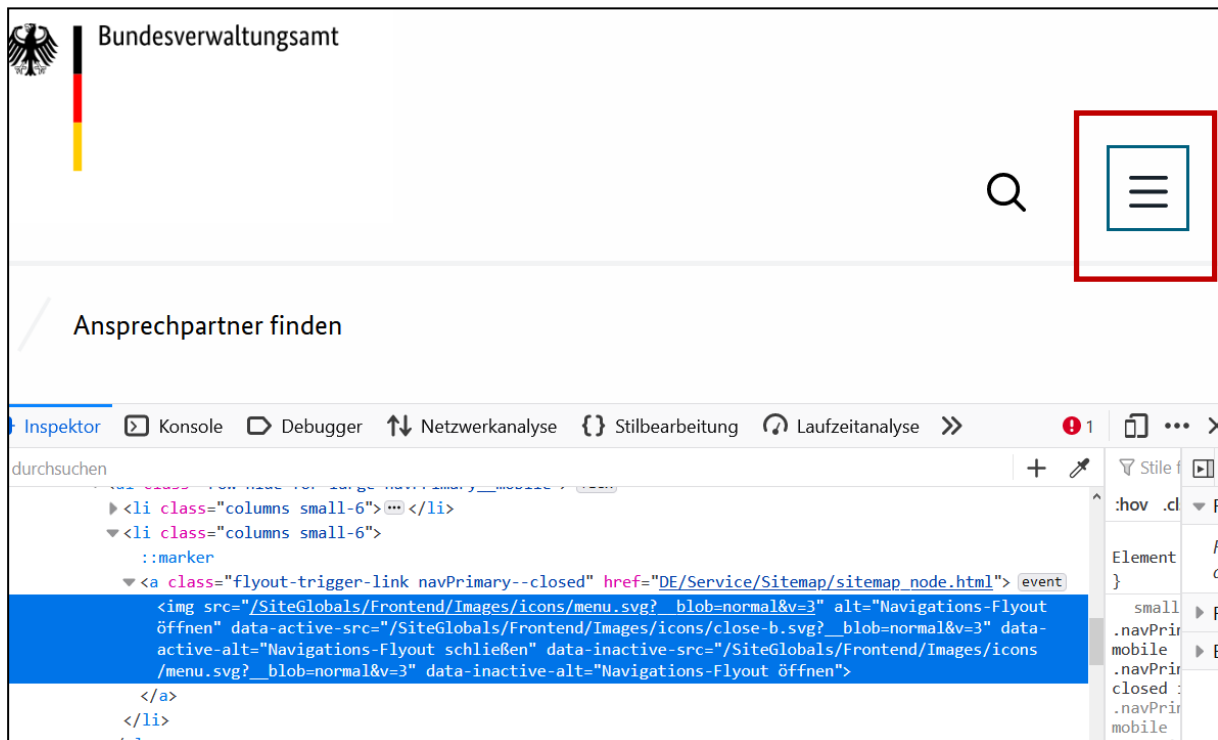 Bundesverwaltungsamt
Ansprechpartner finden
Inspektor Konsole Debugger Netzwerkanalyse {} Stilbearbeitung Laufzeitanalyse 1
durchsuchen
Stile f
:hov .cl
<li class="columns small-6"> </li>
<li class="columns small-6">
::marker
<a class="flyout-trigger-link navPrimary--closed" href="DE/Service/Sitemap/sitemap_node.html"> event
<img src="/SiteGlobals/Frontend/Images/icons/menu.svg?__blob=normal&v=3" alt="Navigations-Flyout
öffnen" data-active-src="/SiteGlobals/Frontend/Images/icons/close-b.svg?__blob=normal&v=3" data-
active-alt="Navigations-Flyout schließen" data-inactive-src="/SiteGlobals/Frontend/Images/icons
/menu.svg?__blob=normal&v=3" data-inactive-alt="Navigations-Flyout öffnen">
</a>
</li>
Element
}
small
.navPrin
mobile
.navPrin
closed
.navPrin
mobile